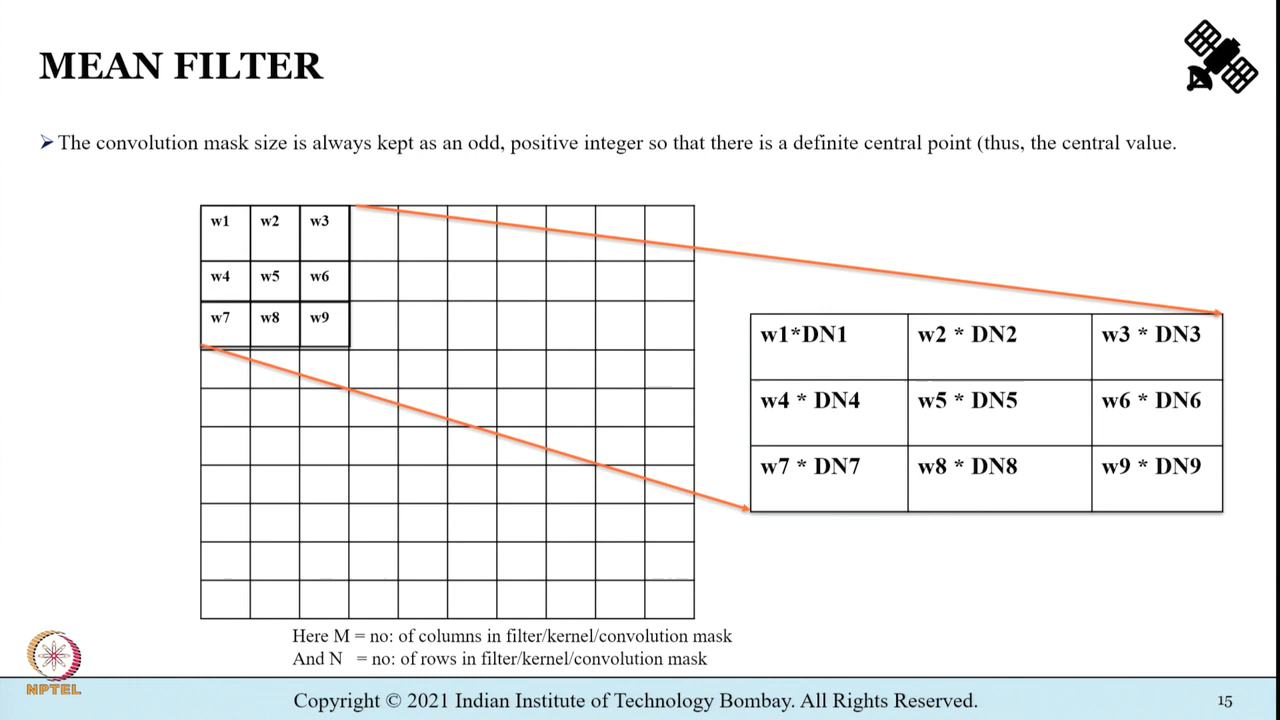 MEAN FILTER
➢ The convolution mask size is always kept as an odd, positive integer so that there is a definite central point (thus, the central value.
w1 w2 w3
w4 w5 w6
w7 w8 w9
w1*DN1 w2 * DN2 w3 * DN3
w4 * DN4 w5 * DN5 w6 * DN6
w7 * DN7 w8 * DN8 w9 * DN9
Here M = no: of columns in filter/kernel/convolution mask
And N = no: of rows in filter/kernel/convolution mask
NPTEL
Copyright © 2021 Indian Institute of Technology Bombay. All Rights Reserved.
15